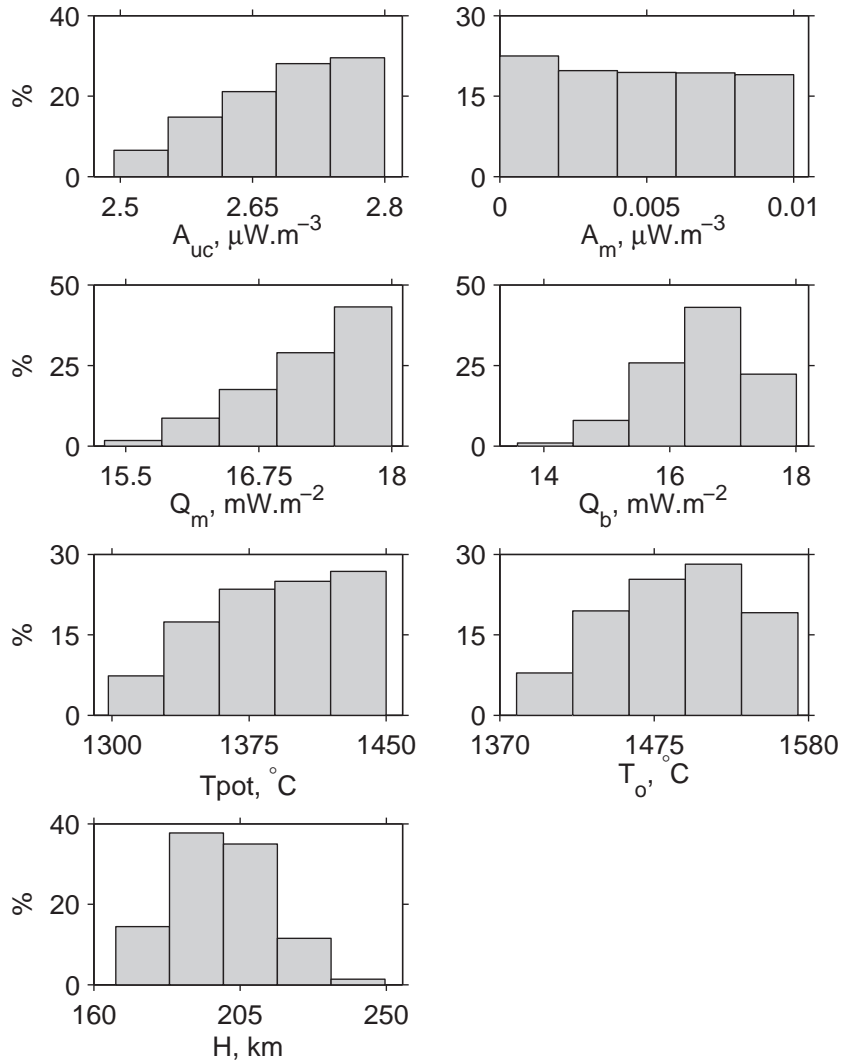 40
20
0
%
2.5 2.65 2.8
A_uc, μW.m⁻³
30
15
0
0 0.005 0.01
A_m, μW.m⁻³
50
25
0
%
15.5 16.75 18
Q_m, mW.m⁻²
50
25
0
14 16 18
Q_b, mW.m⁻²
30
15
0
%
1300 1375 1450
Tpot, °C
30
15
0
1370 1475 1580
T_o, °C
40
20
0
%
160 205 250
H, km